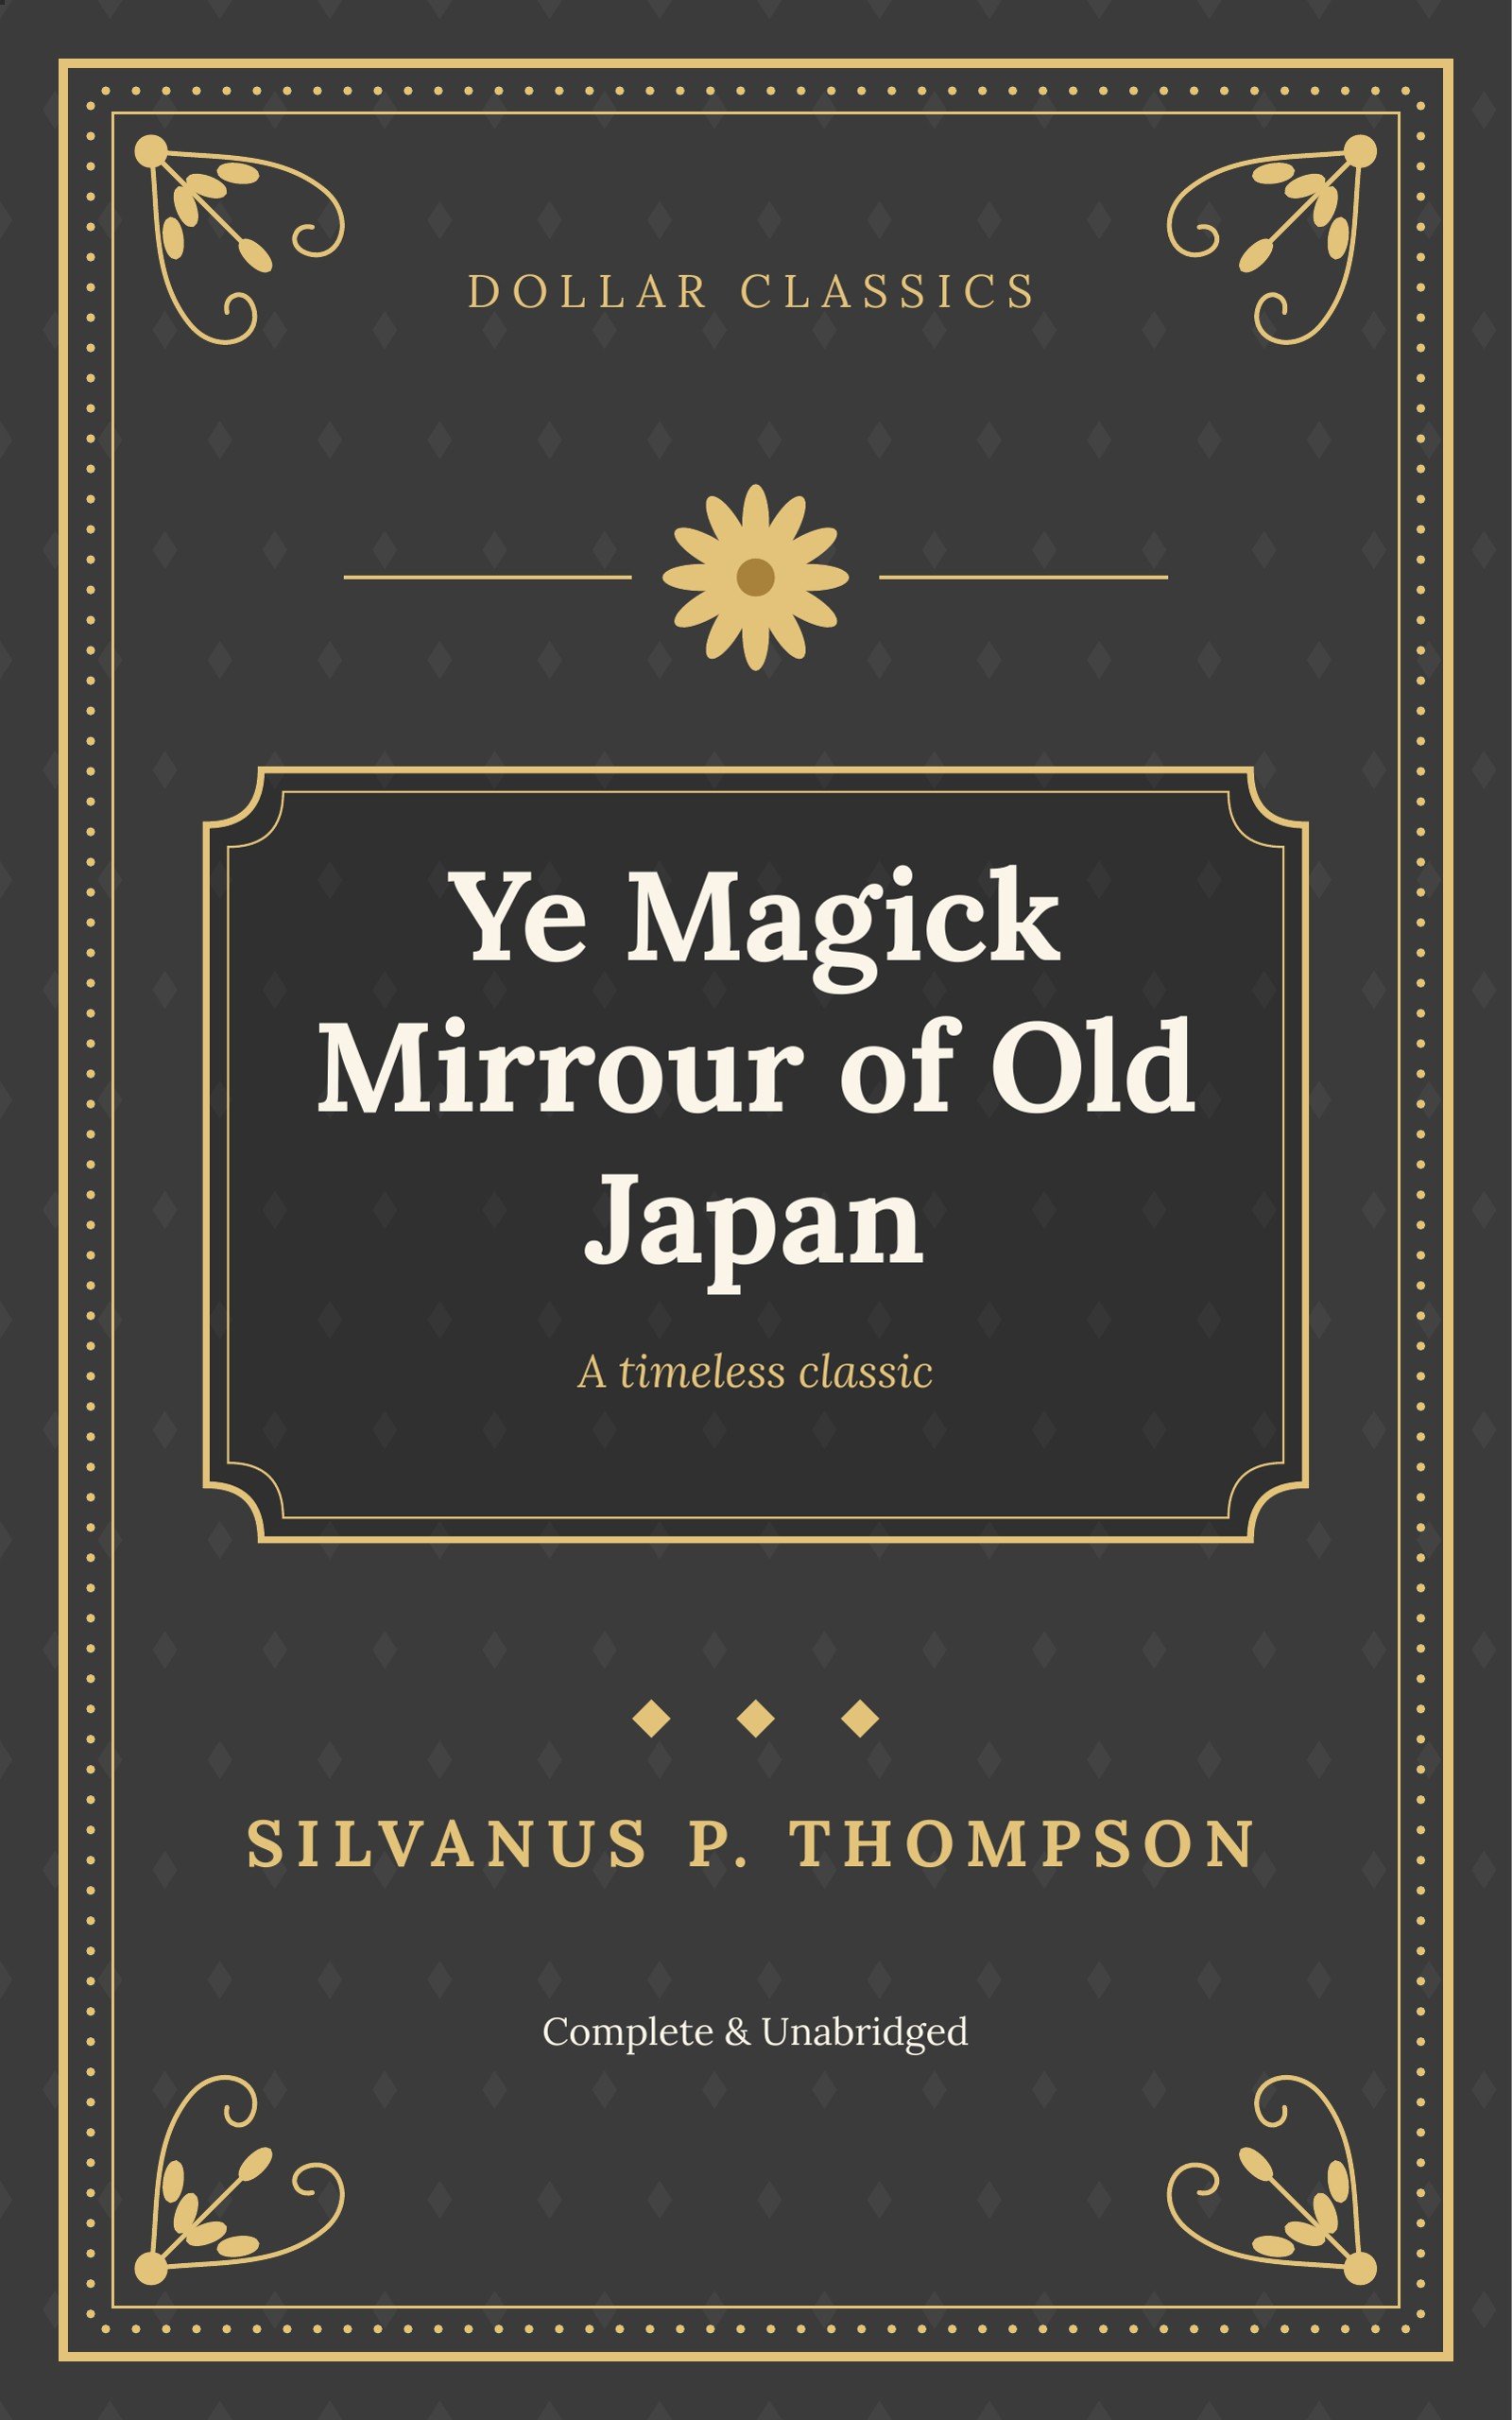 DOLLAR CLASSICS
Ye Magick
Mirrour of Old
Japan
A timeless classic
SILVANUS P. THOMPSON
Complete & Unabridged